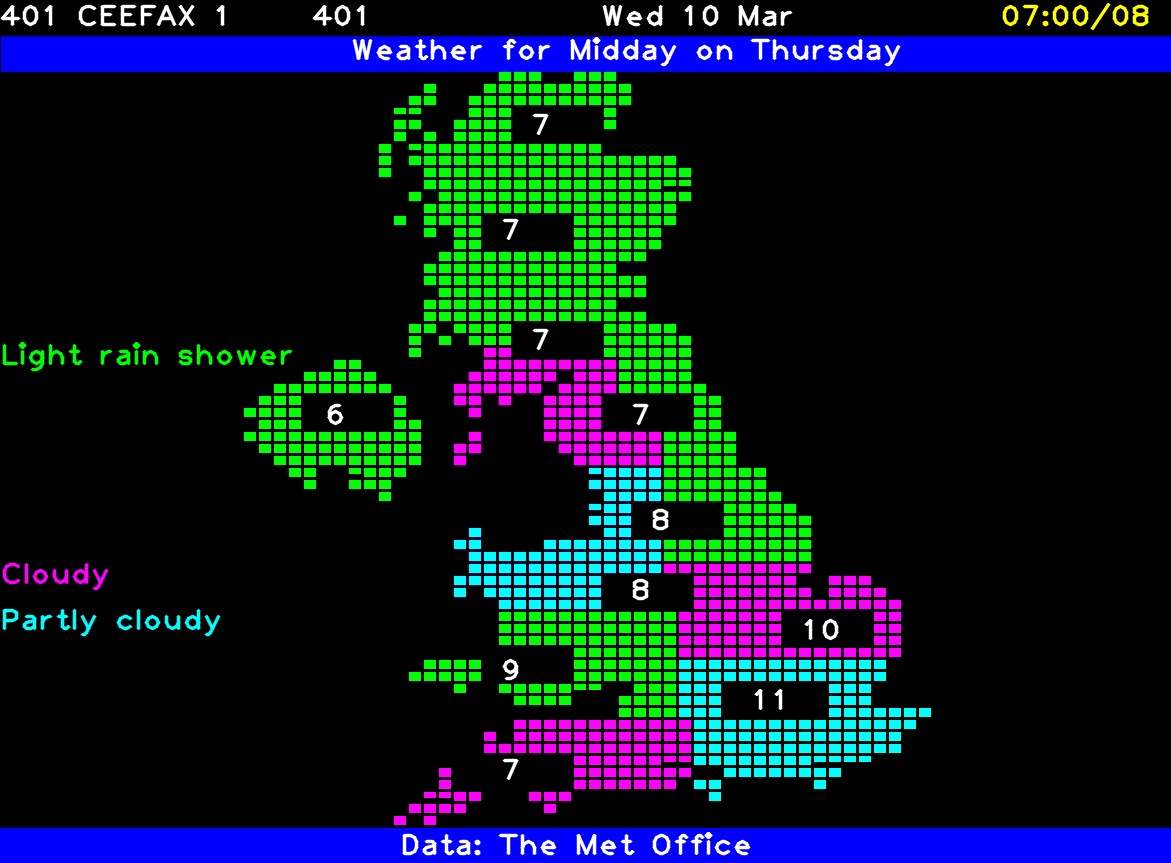 401 CEEFAX 1 401 Wed 10 Mar 07:00/08
Weather for Midday on Thursday
7
7
7
Light rain shower
6 7
8
Cloudy
8
Partly cloudy
10
9
11
7
Data: The Met Office